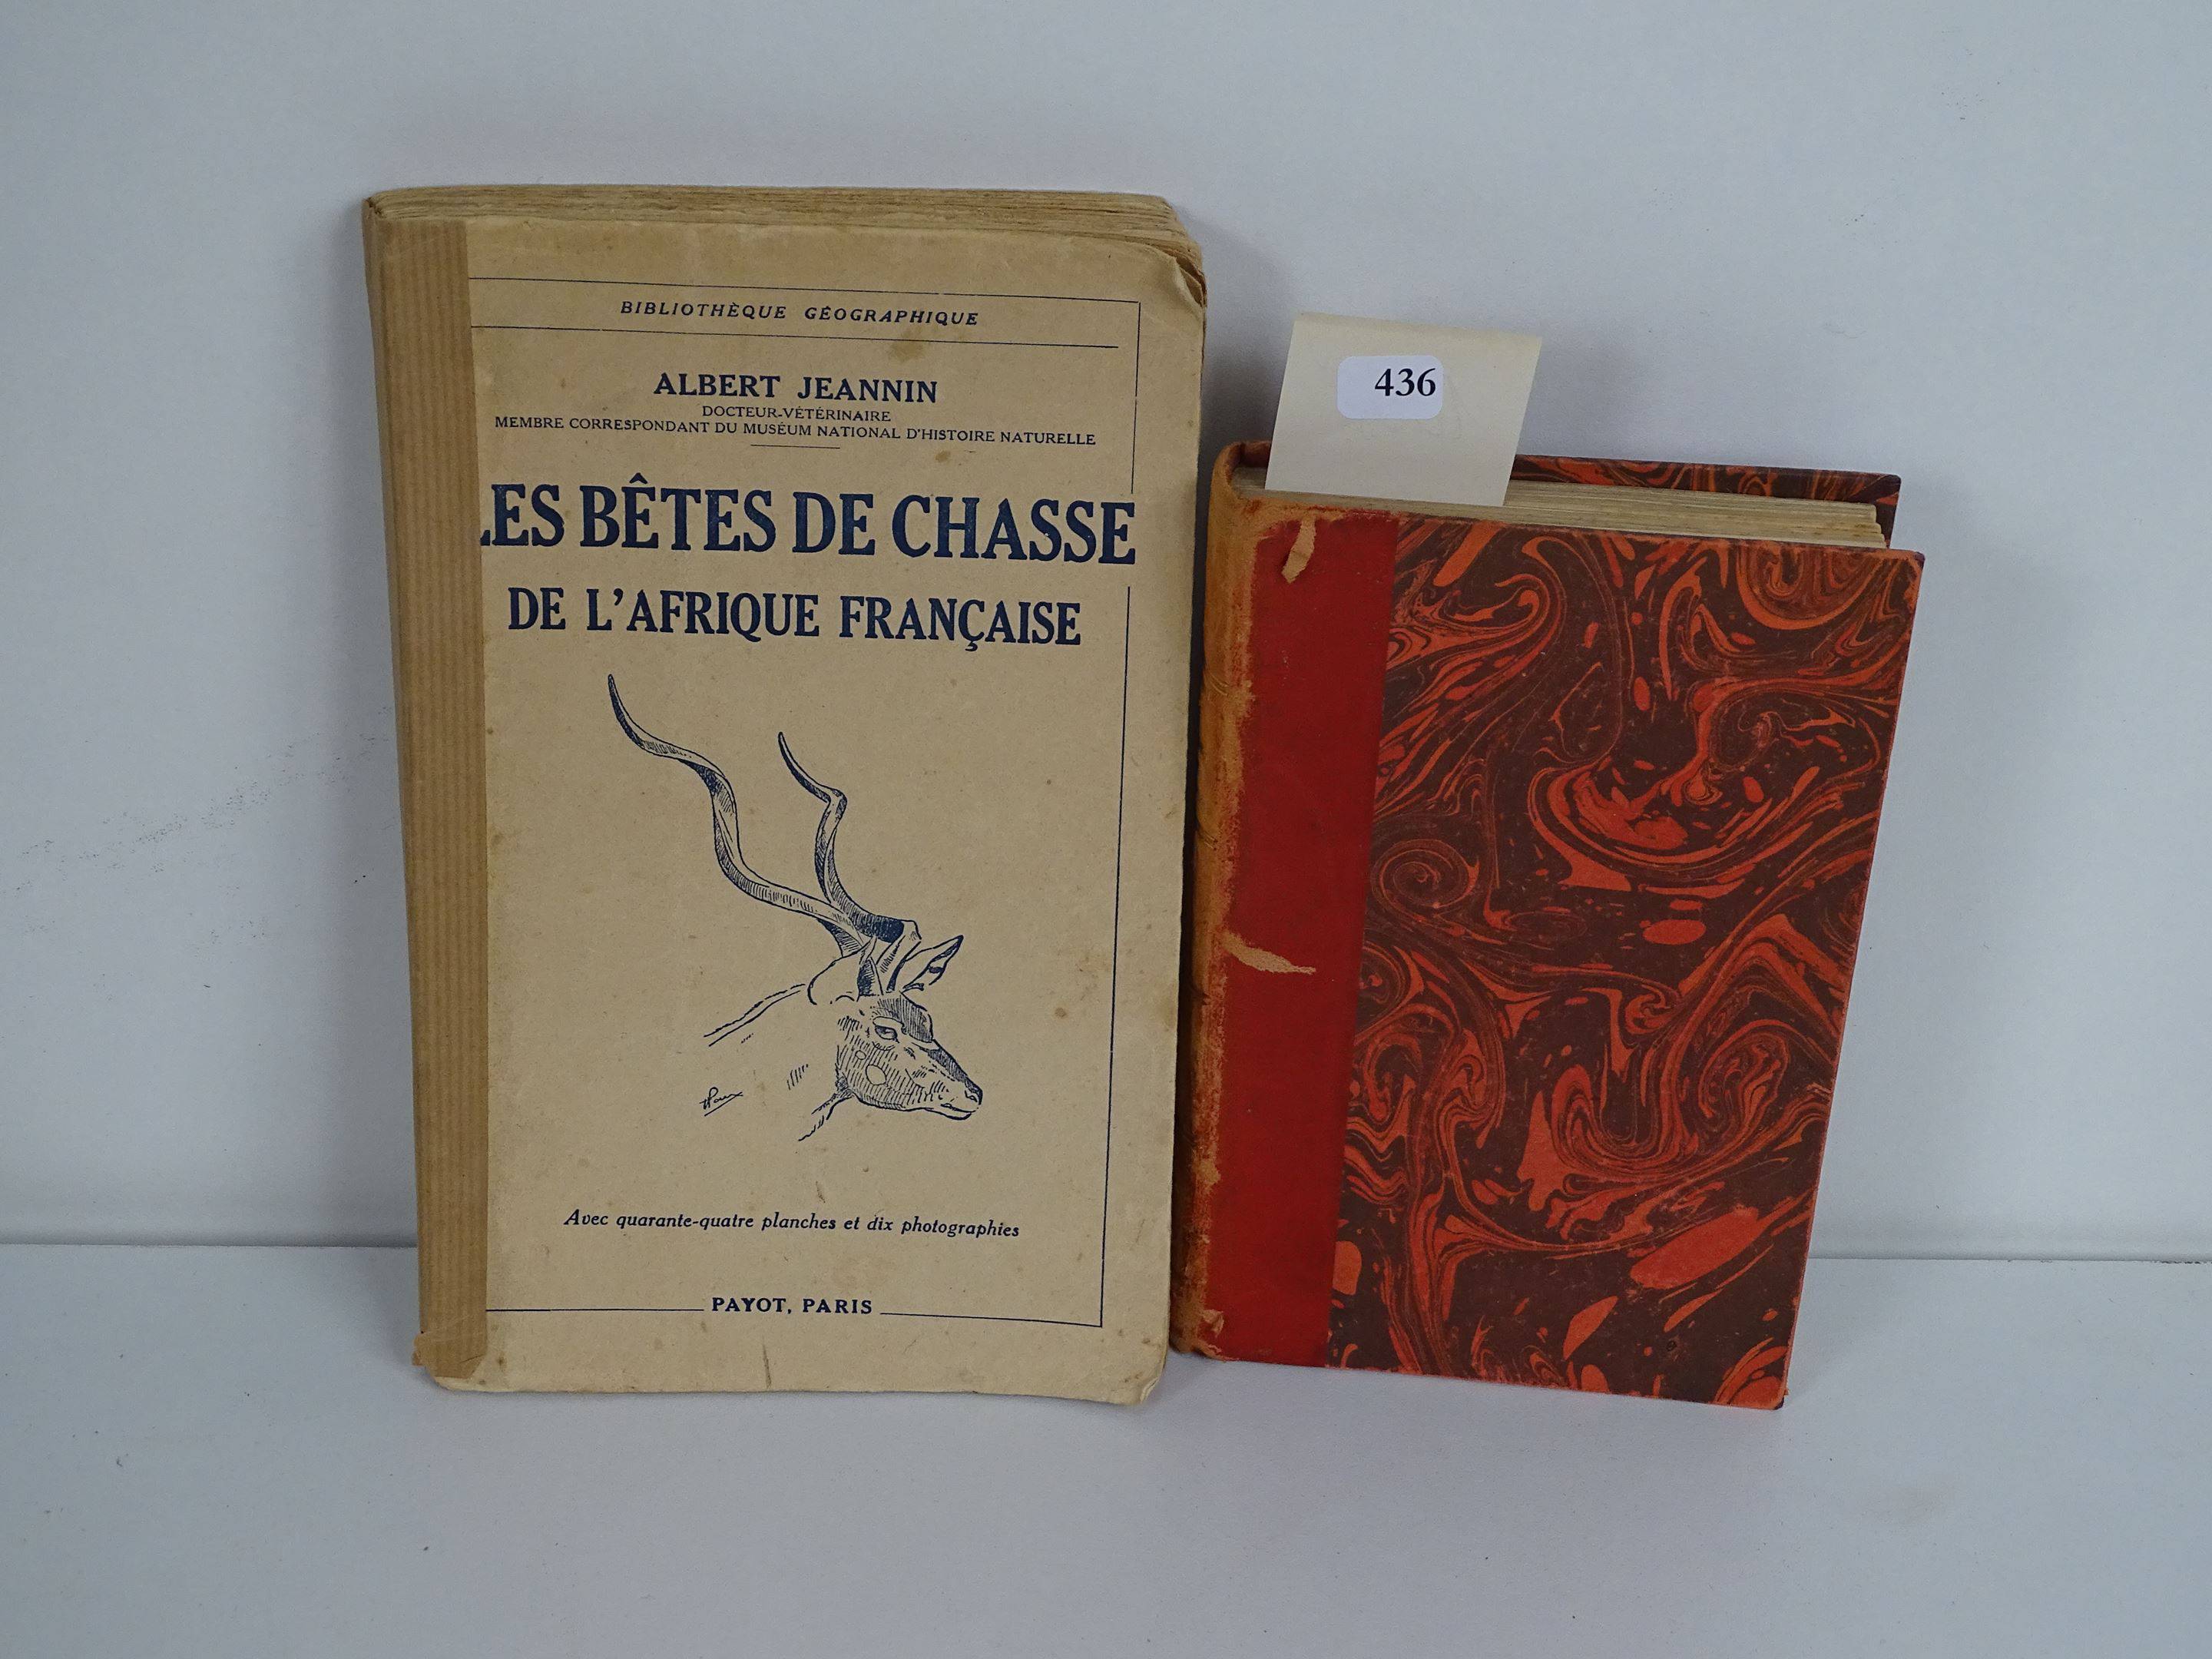 BIBLIOTHÈQUE GÉOGRAPHIQUE
ALBERT JEANNIN
DOCTEUR-VÉTÉRINAIRE
MEMBRE CORRESPONDANT DU MUSÉUM NATIONAL D'HISTOIRE NATURELLE
LES BÊTES DE CHASSE
DE L'AFRIQUE FRANÇAISE
Avec quarante-quatre planches et dix photographies
PAYOT, PARIS
436